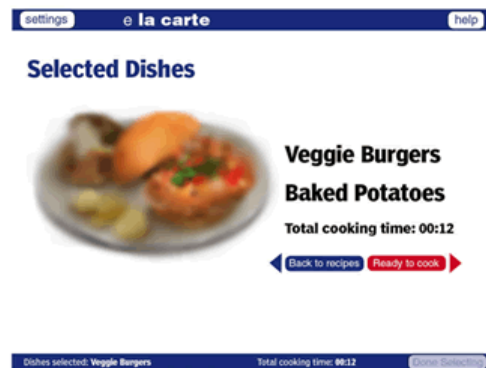 settings e la carte help
Selected Dishes
Veggie Burgers
Baked Potatoes
Total cooking time: 00:12
Back to recipes Ready to cook
Dishes selected: Veggie Burgers Total cooking time: 00:12 Done Selecting